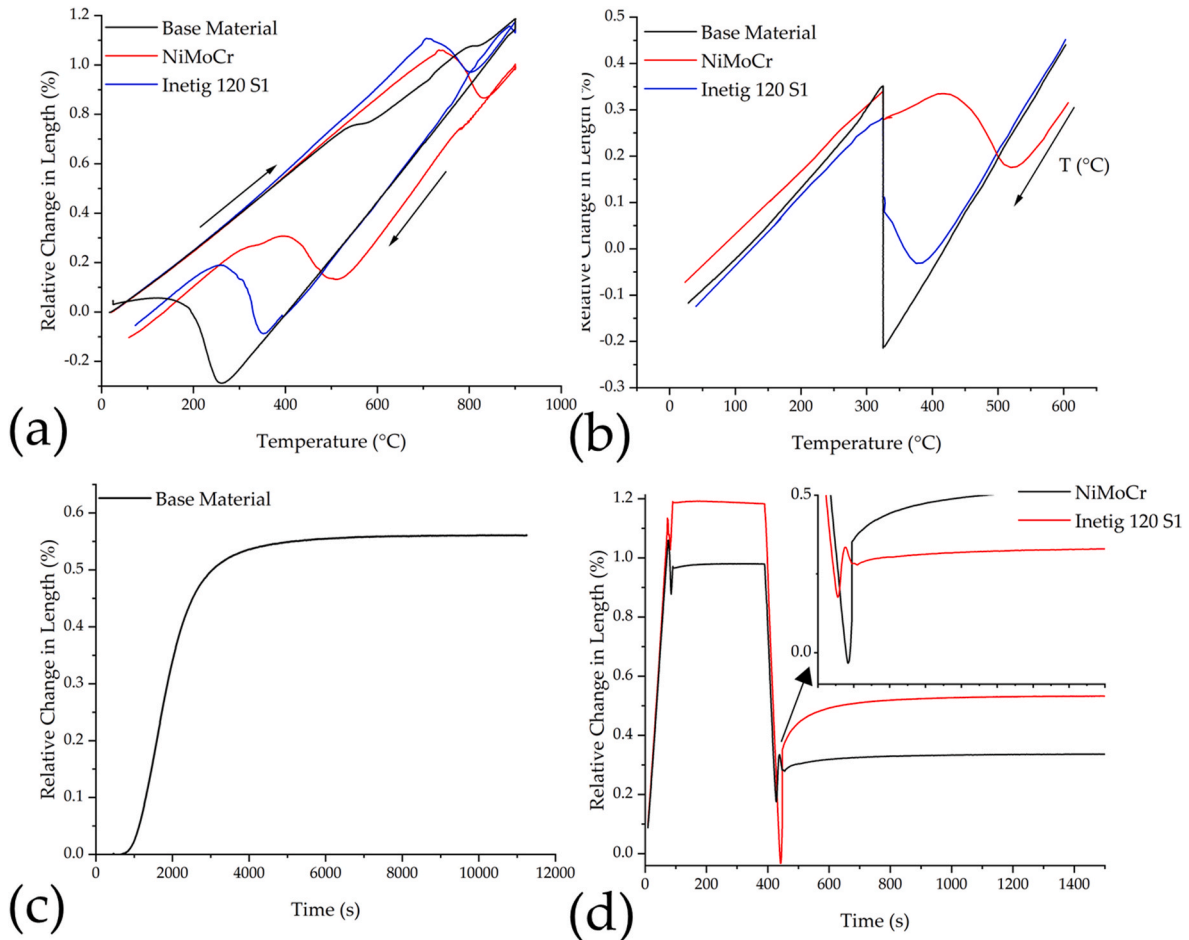 Base Material
NiMoCr
Inetig 120 S1
Relative Change in Length (%)
1.2
1.0
0.8
0.6
0.4
0.2
0.0
-0.2
0 200 400 600 800 1000
Temperature (°C)
(a)
Base Material
NiMoCr
Inetig 120 S1
T (°C)
Relative Change in Length (%)
0.5
0.4
0.3
0.2
0.1
0.0
-0.1
-0.2
0.3
0 100 200 300 400 500 600
Temperature (°C)
(b)
Base Material
Relative Change in Length (%)
0.6
0.5
0.4
0.3
0.2
0.1
0.0
0 2000 4000 6000 8000 10000 12000
Time (s)
(c)
NiMoCr
Inetig 120 S1
0.5
0.0
Relative Change in Length (%)
1.2
1.0
0.8
0.6
0.4
0.2
0.0
0 200 400 600 800 1000 1200 1400
Time (s)
(d)